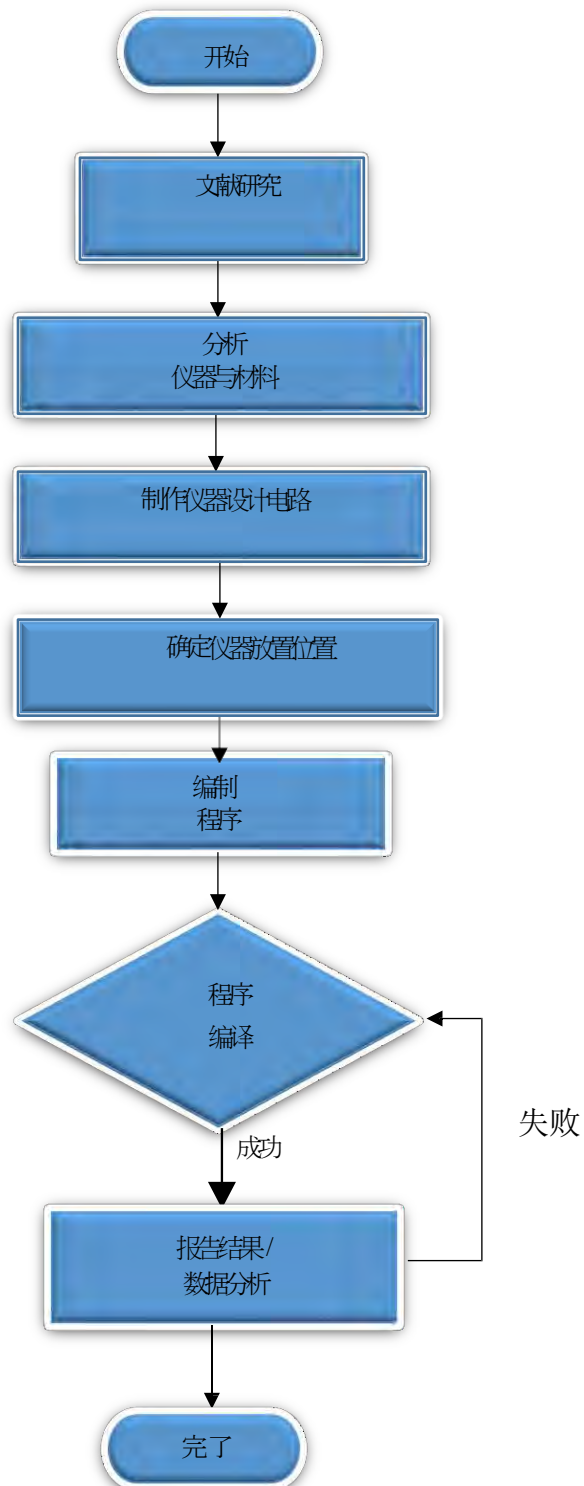 开始
文献研究
分析
仪器与材料
制作仪器设计电路
确定仪器放置位置
编制
程序
程序
编译
成功
失败
报告结果/
数据分析
完了